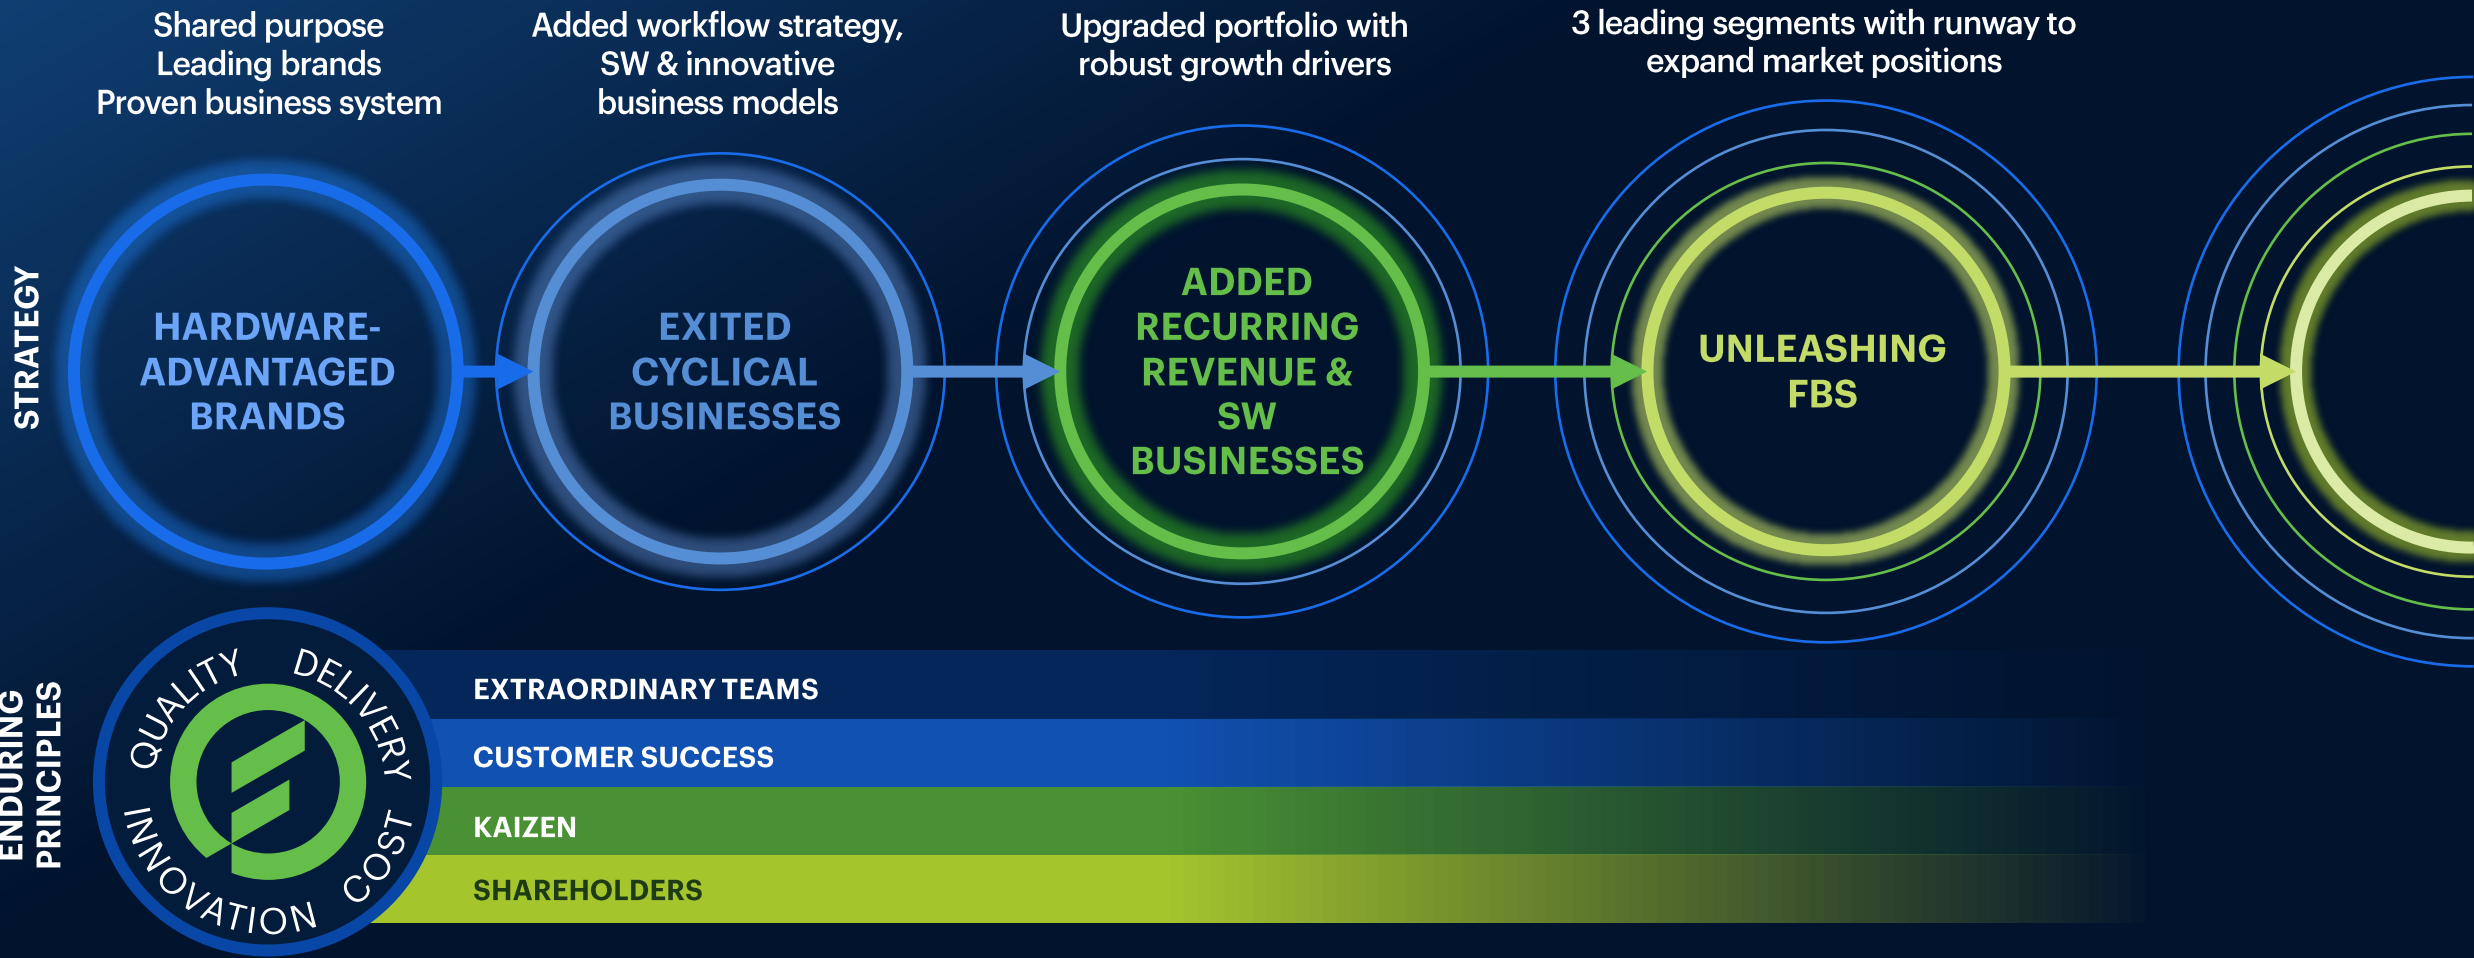 Shared purpose
Leading brands
Proven business system
Added workflow strategy,
SW & innovative
business models
Upgraded portfolio with
robust growth drivers
3 leading segments with runway to
expand market positions
STRATEGY
HARDWARE-
ADVANTAGED
BRANDS
EXITED
CYCLICAL
BUSINESSES
ADDED
RECURRING
REVENUE &
SW
BUSINESSES
UNLEASHING
FBS
ENDURING
PRINCIPLES
QUALITY
DELIVERY
COST
INNOVATION
EXTRAORDINARY TEAMS
CUSTOMER SUCCESS
KAIZEN
SHAREHOLDERS